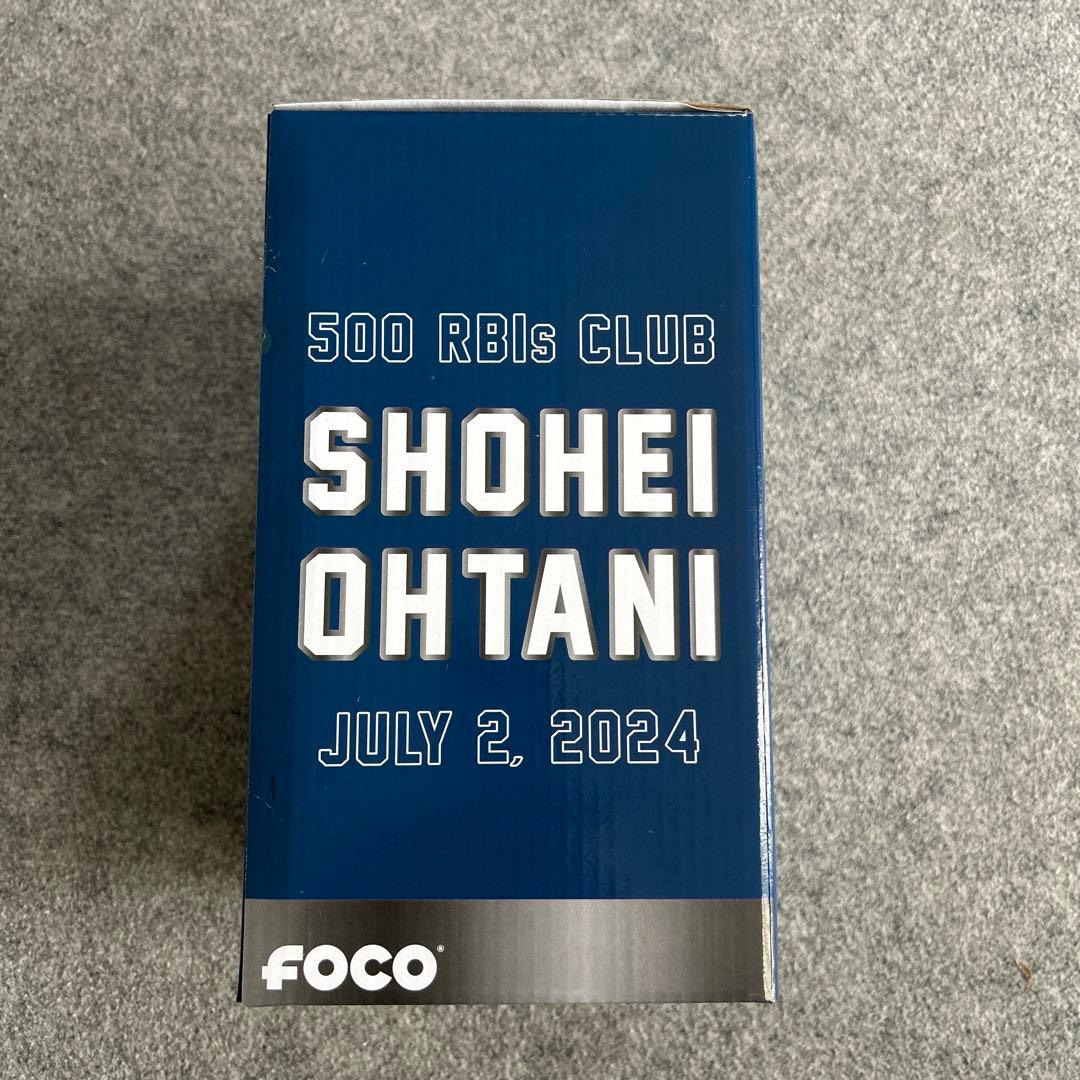 500 RBIs CLUB
SHOHEI
OHTANI
JULY 2, 2024
FOCO®